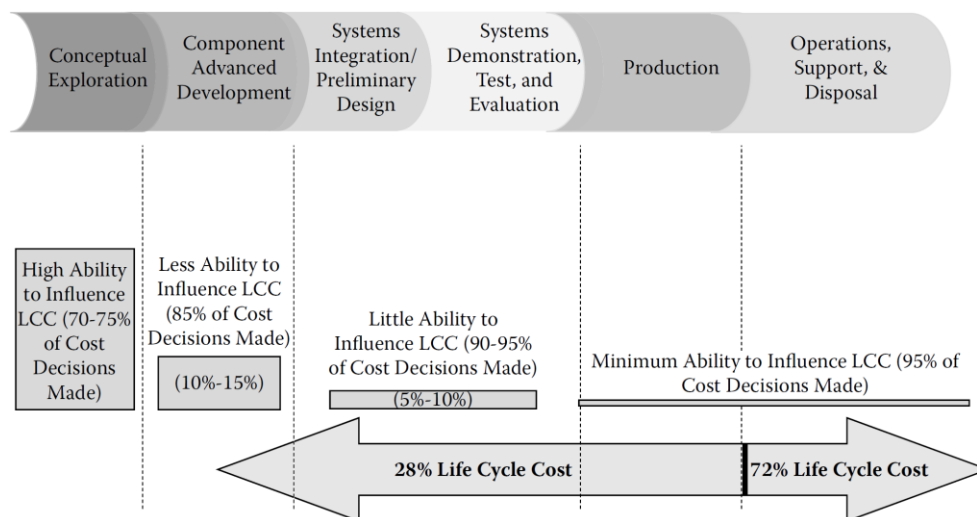 Conceptual
Exploration
Component
Advanced
Development
Systems
Integration/
Preliminary
Design
Systems
Demonstration,
Test, and
Evaluation
Production
Operations,
Support, &
Disposal
High Ability
to Influence
LCC (70-75%
of Cost
Decisions
Made)
Less Ability to
Influence LCC
(85% of Cost
Decisions Made)
(10%-15%)
Little Ability to
Influence LCC (90-95%
of Cost Decisions Made)
(5%-10%)
Minimum Ability to Influence LCC (95% of
Cost Decisions Made)
28% Life Cycle Cost
72% Life Cycle Cost